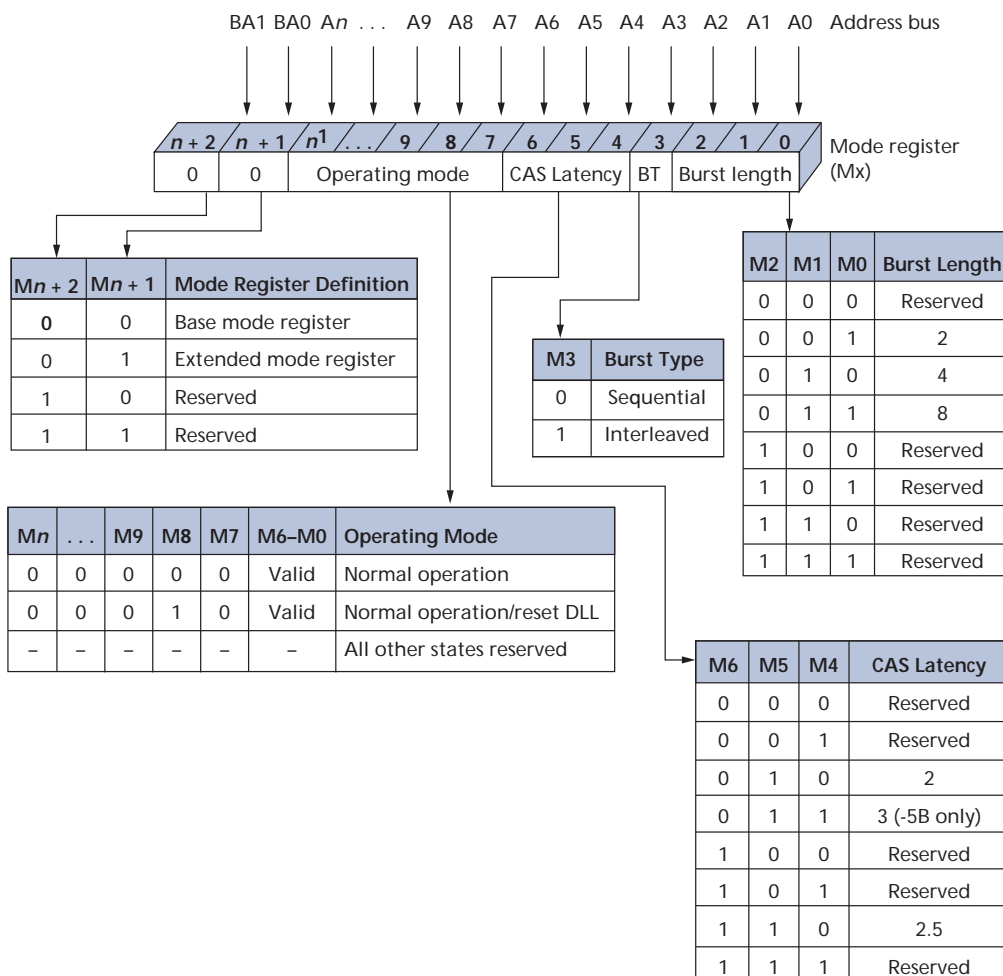 BA1 BA0 An . . . A9 A8 A7 A6 A5 A4 A3 A2 A1 A0 Address bus
n + 2 n + 1 n1 . . . 9 8 7 6 5 4 3 2 1 0
Mode register
(Mx)
0 0 Operating mode CAS Latency BT Burst length
Mn + 2 Mn + 1 Mode Register Definition
0 0 Base mode register
0 1 Extended mode register
1 0 Reserved
1 1 Reserved
M3 Burst Type
0 Sequential
1 Interleaved
M2 M1 M0 Burst Length
0 0 0 Reserved
0 0 1 2
0 1 0 4
0 1 1 8
1 0 0 Reserved
1 0 1 Reserved
1 1 0 Reserved
1 1 1 Reserved
Mn . . . M9 M8 M7 M6–M0 Operating Mode
0 0 0 0 0 Valid Normal operation
0 0 0 1 0 Valid Normal operation/reset DLL
– – – – – – All other states reserved
M6 M5 M4 CAS Latency
0 0 0 Reserved
0 0 1 Reserved
0 1 0 2
0 1 1 3 (-5B only)
1 0 0 Reserved
1 0 1 Reserved
1 1 0 2.5
1 1 1 Reserved